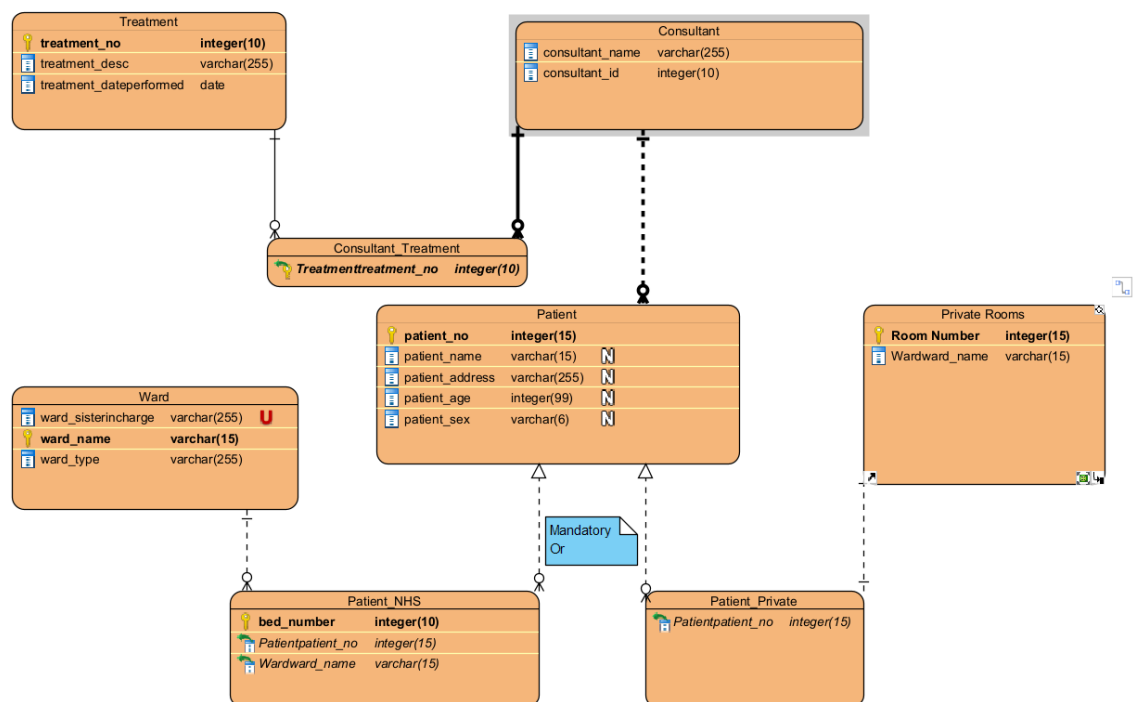 Treatment
treatment_no integer(10)
treatment_desc varchar(255)
treatment_dateperformed date
Consultant
consultant_name varchar(255)
consultant_id integer(10)
Consultant_Treatment
Treatmenttreatment_no integer(10)
Patient
patient_no integer(15)
patient_name varchar(15) N
patient_address varchar(255) N
patient_age integer(99) N
patient_sex varchar(6) N
Private Rooms
Room Number integer(15)
Wardward_name varchar(15)
Ward
ward_sisterincharge varchar(255) U
ward_name varchar(15)
ward_type varchar(255)
Mandatory
Or
Patient_NHS
bed_number integer(10)
Patientpatient_no integer(15)
Wardward_name varchar(15)
Patient_Private
Patientpatient_no integer(15)